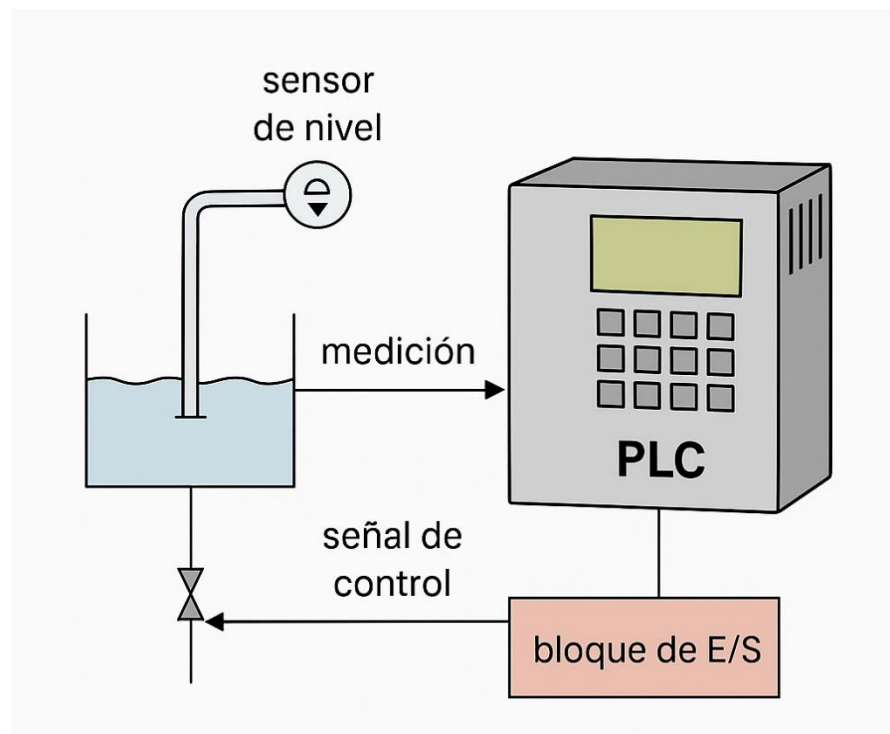 sensor
de nivel
medición
PLC
señal de
control
bloque de E/S